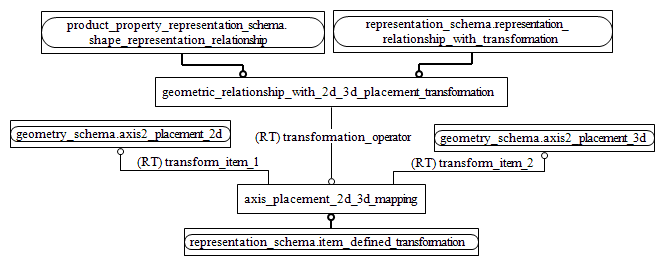 product_property_representation_schema.
shape_representation_relationship
representation_schema.representation_
relationship_with_transformation
geometric_relationship_with_2d_3d_placement_transformation
(RT) transformation_operator
geometry_schema.axis2_placement_2d
geometry_schema.axis2_placement_3d
(RT) transform_item_1
(RT) transform_item_2
axis_placement_2d_3d_mapping
representation_schema.item_defined_transformation